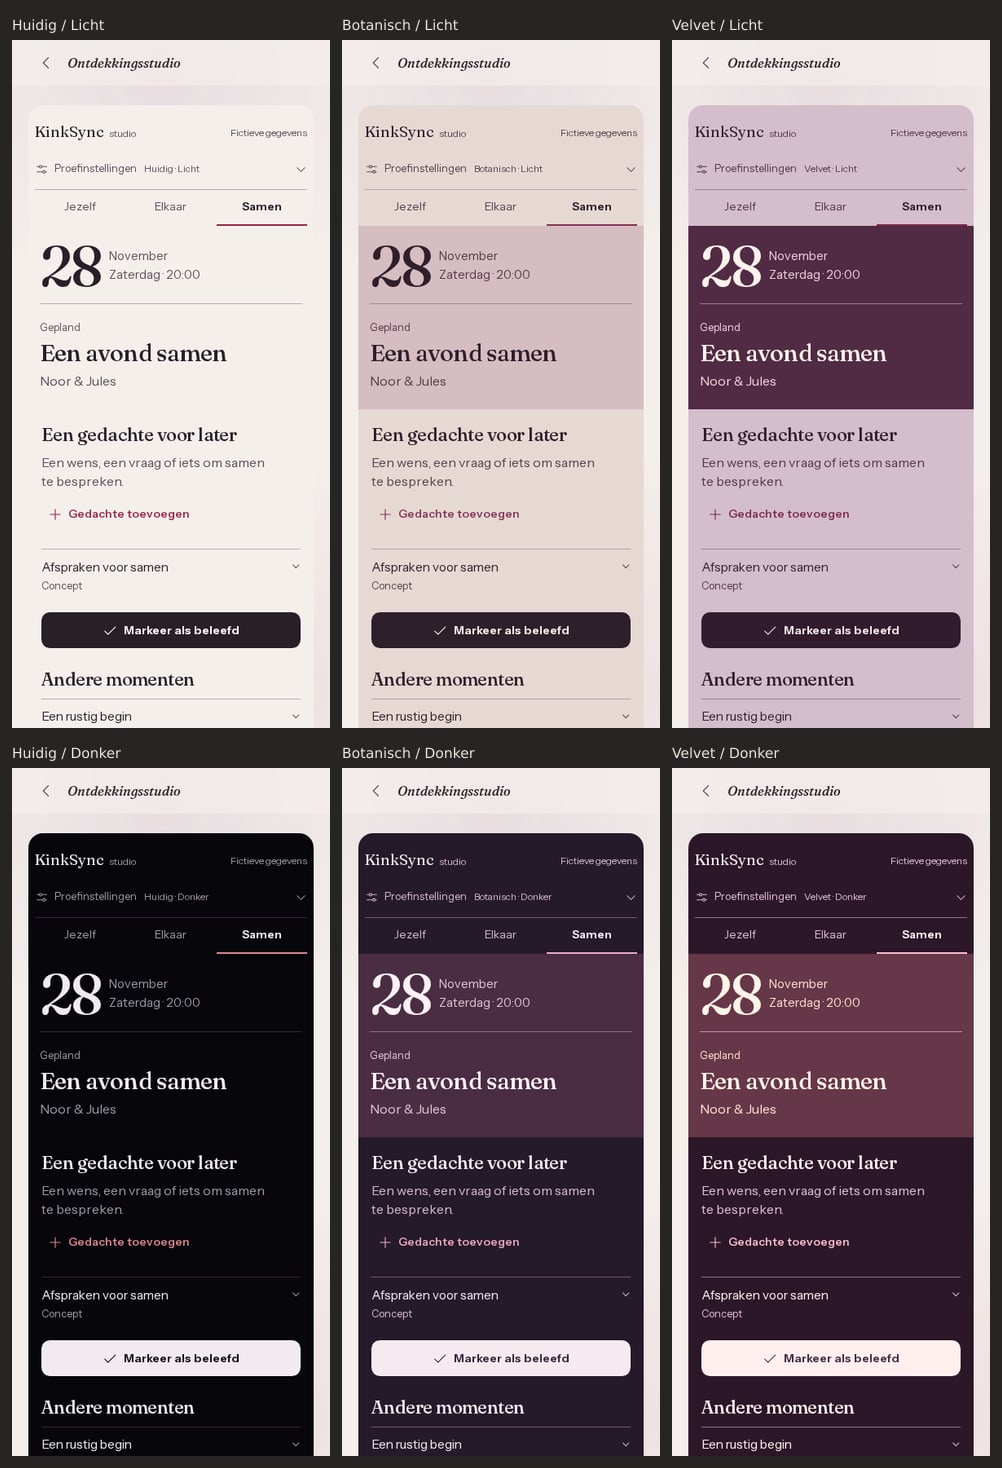 Huidig / Licht
Ontdekkingsstudio
KinkSync studio Fictieve gegevens
Proefinstellingen Huidig · Licht
Jezelf Elkaar Samen
28
November
Zaterdag · 20:00
Gepland
Een avond samen
Noor & Jules
Een gedachte voor later
Een wens, een vraag of iets om samen
te bespreken.
Gedachte toevoegen
Afspraken voor samen
Concept
Markeer als beleefd
Andere momenten
Een rustig begin
Botanisch / Licht
Ontdekkingsstudio
KinkSync studio Fictieve gegevens
Proefinstellingen Botanisch · Licht
Jezelf Elkaar Samen
28
November
Zaterdag · 20:00
Gepland
Een avond samen
Noor & Jules
Een gedachte voor later
Een wens, een vraag of iets om samen
te bespreken.
Gedachte toevoegen
Afspraken voor samen
Concept
Markeer als beleefd
Andere momenten
Een rustig begin
Velvet / Licht
Ontdekkingsstudio
KinkSync studio Fictieve gegevens
Proefinstellingen Velvet · Licht
Jezelf Elkaar Samen
28
November
Zaterdag · 20:00
Gepland
Een avond samen
Noor & Jules
Een gedachte voor later
Een wens, een vraag of iets om samen
te bespreken.
Gedachte toevoegen
Afspraken voor samen
Concept
Markeer als beleefd
Andere momenten
Een rustig begin
Huidig / Donker
Ontdekkingsstudio
KinkSync studio Fictieve gegevens
Proefinstellingen Huidig · Donker
Jezelf Elkaar Samen
28
November
Zaterdag · 20:00
Gepland
Een avond samen
Noor & Jules
Een gedachte voor later
Een wens, een vraag of iets om samen
te bespreken.
Gedachte toevoegen
Afspraken voor samen
Concept
Markeer als beleefd
Andere momenten
Een rustig begin
Botanisch / Donker
Ontdekkingsstudio
KinkSync studio Fictieve gegevens
Proefinstellingen Botanisch · Donker
Jezelf Elkaar Samen
28
November
Zaterdag · 20:00
Gepland
Een avond samen
Noor & Jules
Een gedachte voor later
Een wens, een vraag of iets om samen
te bespreken.
Gedachte toevoegen
Afspraken voor samen
Concept
Markeer als beleefd
Andere momenten
Een rustig begin
Velvet / Donker
Ontdekkingsstudio
KinkSync studio Fictieve gegevens
Proefinstellingen Velvet · Donker
Jezelf Elkaar Samen
28
November
Zaterdag · 20:00
Gepland
Een avond samen
Noor & Jules
Een gedachte voor later
Een wens, een vraag of iets om samen
te bespreken.
Gedachte toevoegen
Afspraken voor samen
Concept
Markeer als beleefd
Andere momenten
Een rustig begin